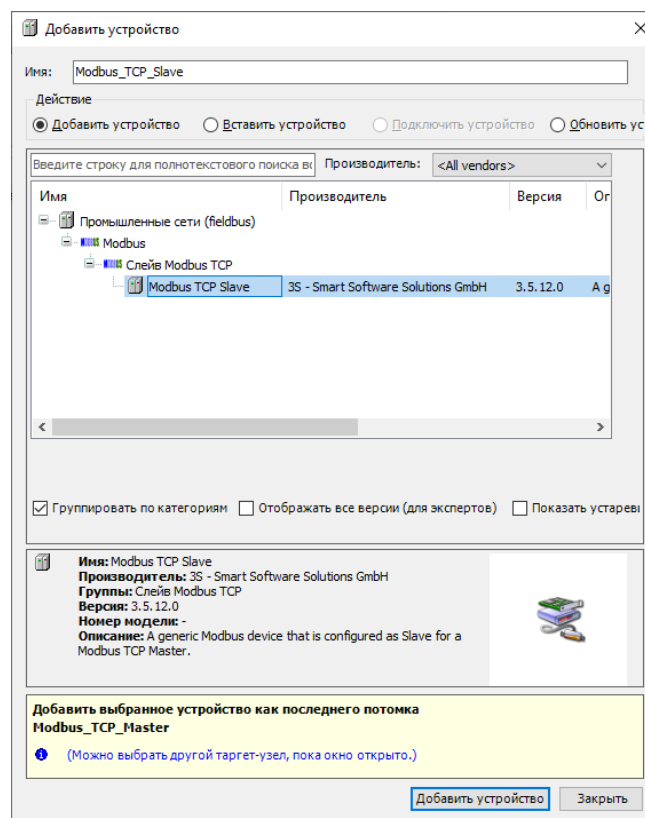 Добавить устройство
Имя: Modbus_TCP_Slave
Действие
Добавить устройство Вставить устройство Подключить устройство Обновить ус
Введите строку для полнотекстового поиска вс Производитель: <All vendors>
Имя Производитель Версия Оп
Промышленные сети (fieldbus)
Modbus
Слейв Modbus TCP
Modbus TCP Slave 3S - Smart Software Solutions GmbH 3.5.12.0 A g
Группировать по категориям Отображать все версии (для экспертов) Показать устареві
Имя: Modbus TCP Slave
Производитель: 3S - Smart Software Solutions GmbH
Группы: Слейв Modbus TCP
Версия: 3.5.12.0
Номер модели: -
Описание: A generic Modbus device that is configured as Slave for a
Modbus TCP Master.
Добавить выбранное устройство как последнего потомка
Modbus_TCP_Master
(Можно выбрать другой таргет-узел, пока окно открыто.)
Добавить устройство Закрыть